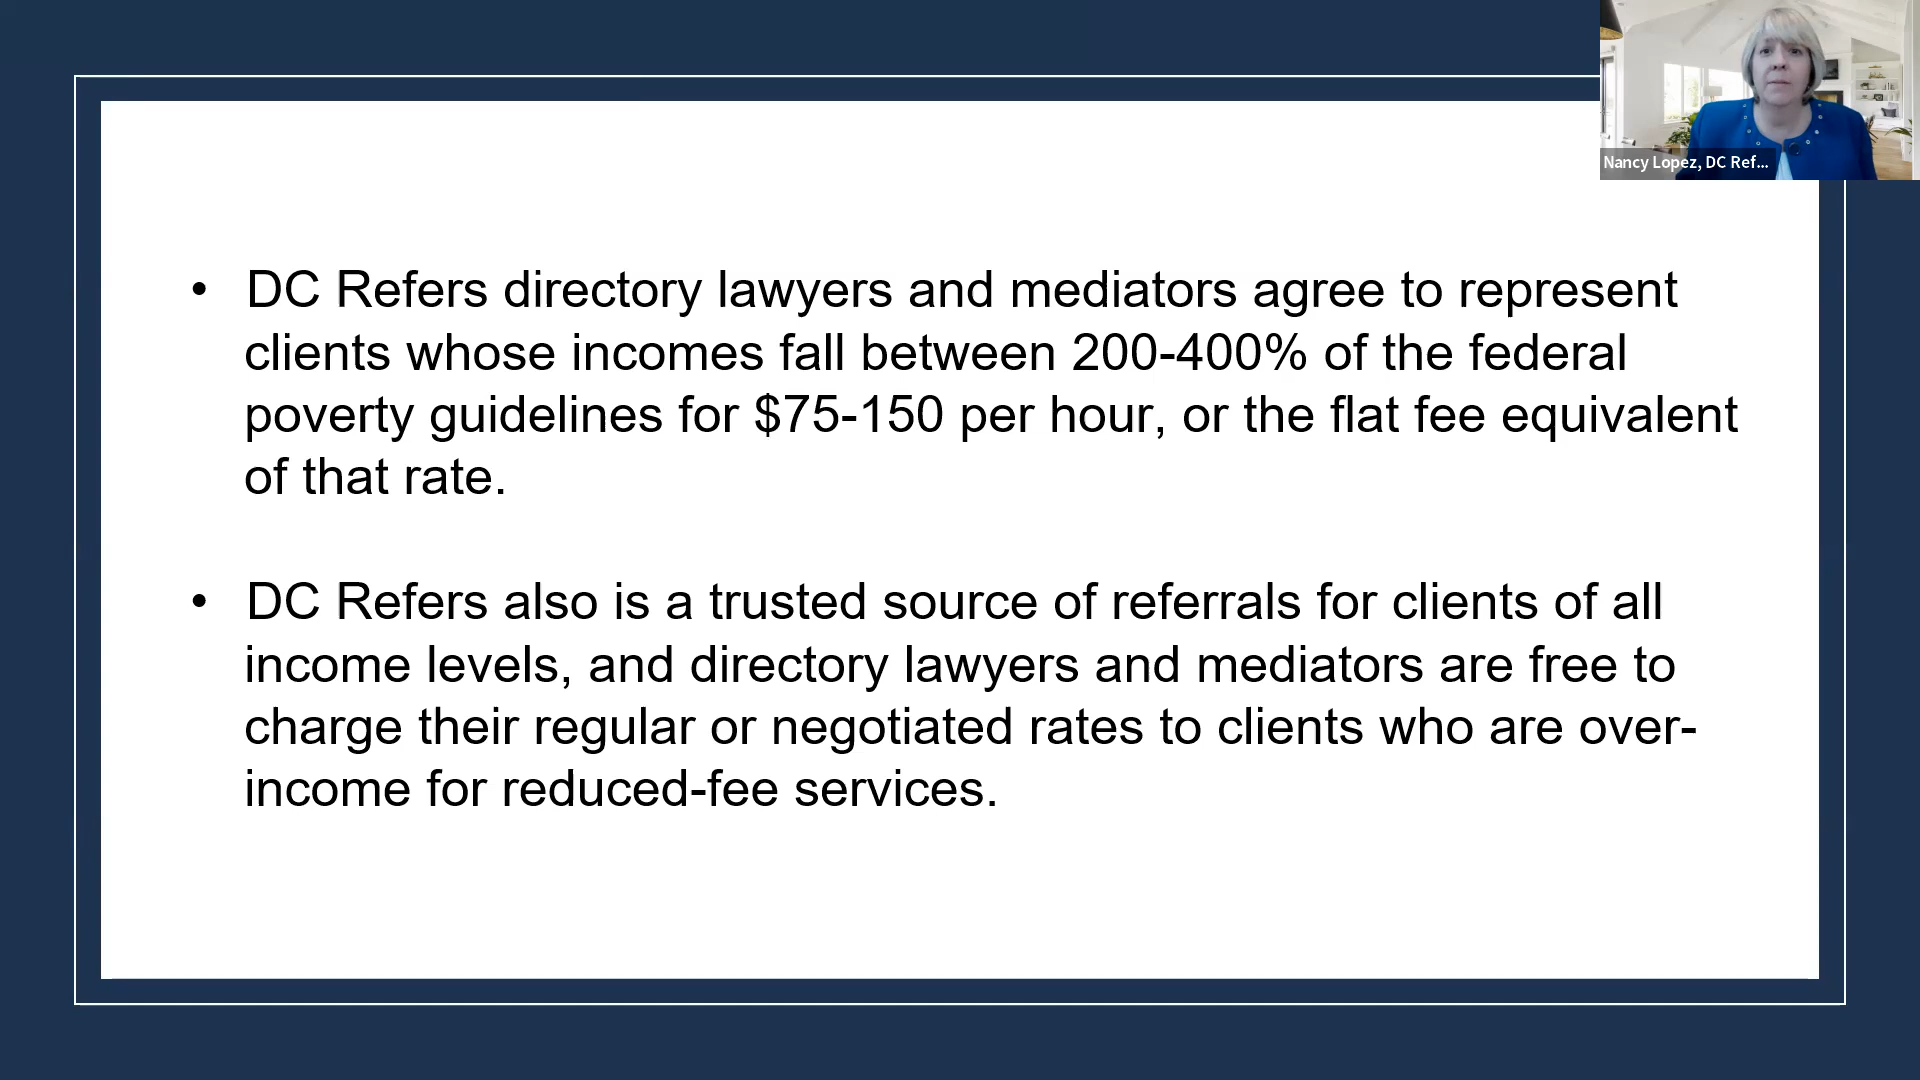 Nancy Lopez, DC Ref...
• DC Refers directory lawyers and mediators agree to represent
clients whose incomes fall between 200-400% of the federal
poverty guidelines for $75-150 per hour, or the flat fee equivalent
of that rate.
• DC Refers also is a trusted source of referrals for clients of all
income levels, and directory lawyers and mediators are free to
charge their regular or negotiated rates to clients who are over-
income for reduced-fee services.